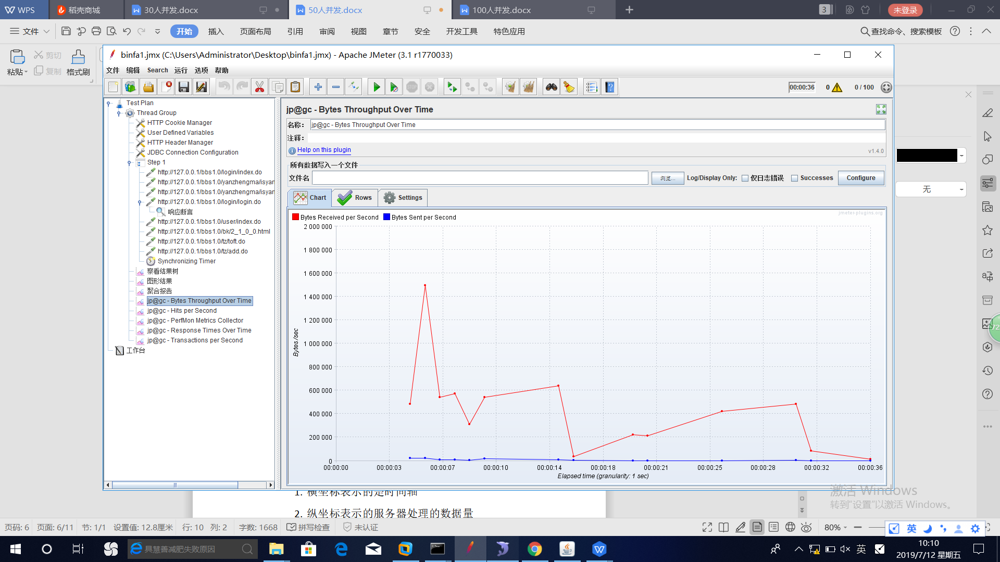 WPS
稻壳商城
30人并发.docx
50人并发.docx
100人并发.docx
3
未登录
文件
开始
插入
页面布局
引用
审阅
视图
章节
安全
开发工具
特色应用
查找命令、搜索模板
粘贴
剪切
复制
格式刷
binfa1.jmx (C:\Users\Administrator\Desktop\binfa1.jmx) - Apache JMeter (3.1 r1770033)
文件 编辑 Search 运行 选项 帮助
00:00:36 0 0 / 100
Test Plan
Thread Group
HTTP Cookie Manager
User Defined Variables
HTTP Header Manager
JDBC Connection Configuration
Step 1
http://127.0.0.1/bbs1.0/login/index.do
http://127.0.0.1/bbs1.0/yanzhengma/isyan
http://127.0.0.1/bbs1.0/yanzhengma/isyan
http://127.0.0.1/bbs1.0/login/login.do
响应断言
http://127.0.0.1/bbs1.0/user/index.do
http://127.0.0.1/bbs1.0/bk/2_1_0_0.html
http://127.0.0.1/bbs1.0/tz/toft.do
http://127.0.0.1/bbs1.0/tz/add.do
Synchronizing Timer
察看结果树
图形结果
聚合报告
jp@gc - Bytes Throughput Over Time
jp@gc - Hits per Second
jp@gc - PerfMon Metrics Collector
jp@gc - Response Times Over Time
jp@gc - Transactions per Second
工作台
jp@gc - Bytes Throughput Over Time
名称： jp@gc - Bytes Throughput Over Time
注释：
Help on this plugin
v1.4.0
所有数据写入一个文件
文件名
浏览...
Log/Display Only: 仅日志错误 Successes Configure
Chart Rows Settings
jmeter-plugins.org
Bytes Received per Second Bytes Sent per Second
2 000 000
1 800 000
1 600 000
1 400 000
1 200 000
1 000 000
800 000
600 000
400 000
200 000
0
Bytes /sec
00:00:00 00:00:03 00:00:07 00:00:10 00:00:14 00:00:18 00:00:21 00:00:25 00:00:28 00:00:32 00:00:36
Elapsed time (granularity: 1 sec)
无
72
1. 横坐标表示的是时间轴
2. 纵坐标表示的服务器处理的数据量
激活 Windows
转到"设置"以激活 Windows。
页码: 6 页面: 6/11 节: 1/1 设置值: 12.8厘米 行: 10 列: 2 字数: 1668 拼写检查 未认证
80%
英
具慧善减肥失败原因
英
10:10
2019/7/12 星期五